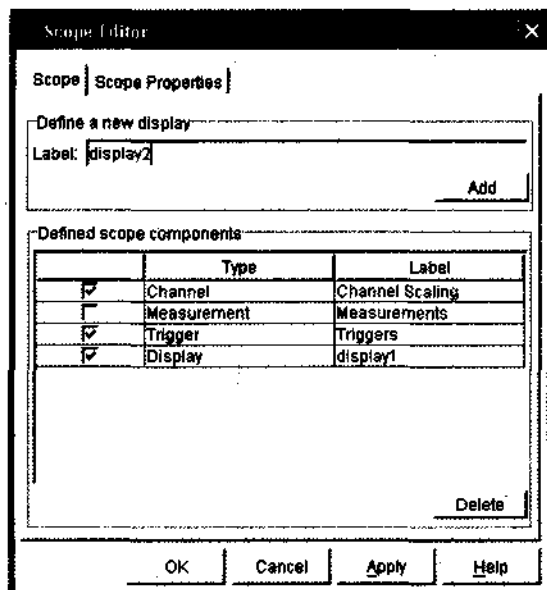 Scope Editor
Scope Scope Properties
Define a new display
Label: display2
Add
Defined scope components
Type Label
Channel Channel Scaling
Measurement Measurements
Trigger Triggers
Display display1
Delete
OK Cancel Apply Help